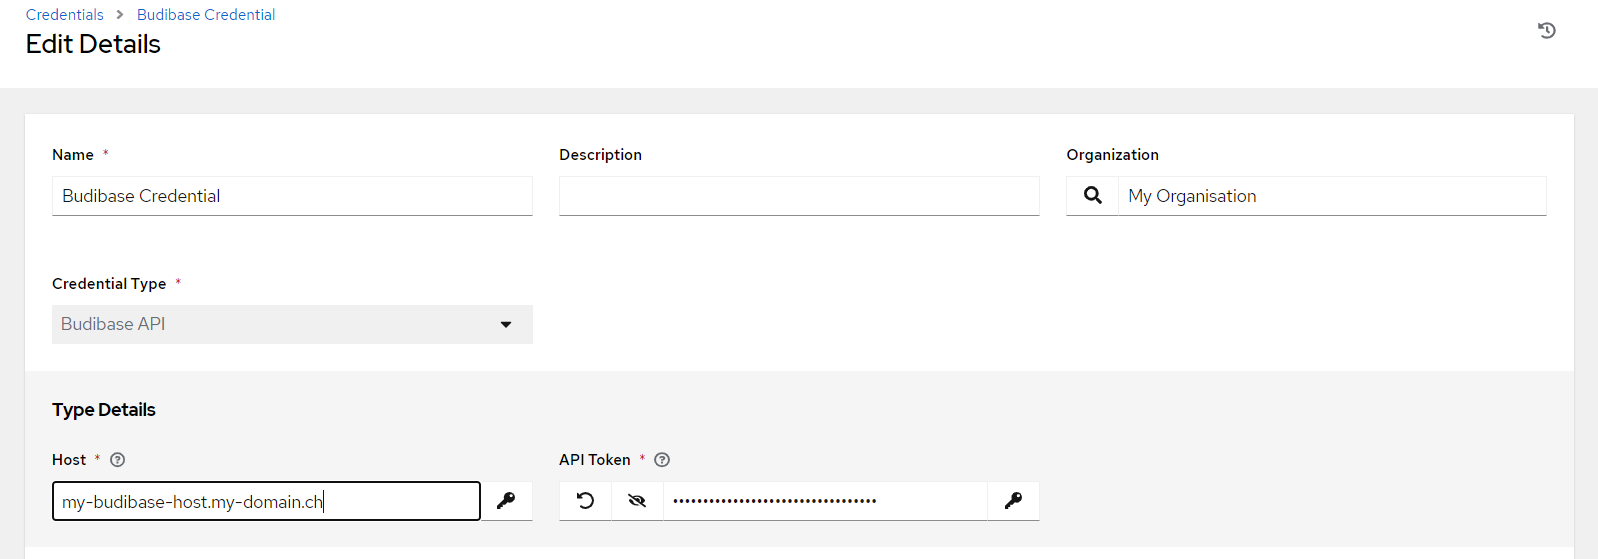 Credentials > Budibase Credential
Edit Details
Name * Description Organization
Budibase Credential My Organisation
Credential Type *
Budibase API
Type Details
Host * ? API Token * ?
my-budibase-host.my-domain.ch ••••••••••••••••••••••••••••••••••